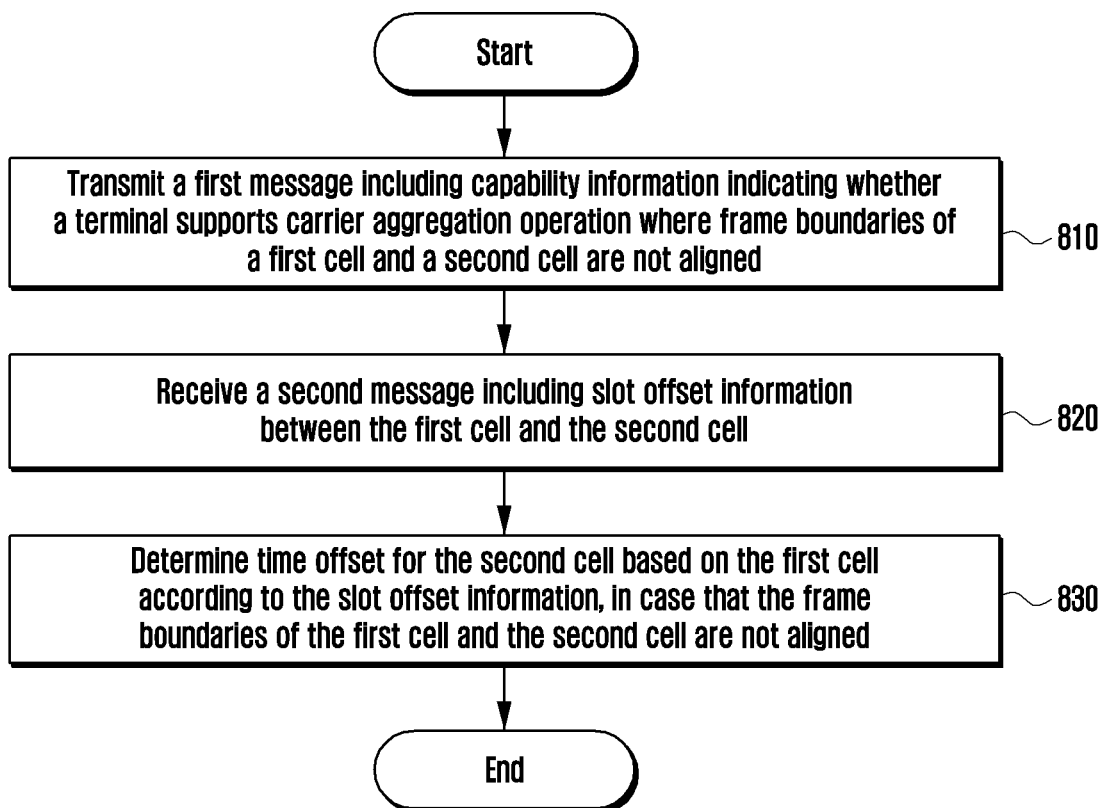 Start
Transmit a first message including capability information indicating whether
a terminal supports carrier aggregation operation where frame boundaries of
a first cell and a second cell are not aligned
810
Receive a second message including slot offset information
between the first cell and the second cell
820
Determine time offset for the second cell based on the first cell
according to the slot offset information, in case that the frame
boundaries of the first cell and the second cell are not aligned
830
End